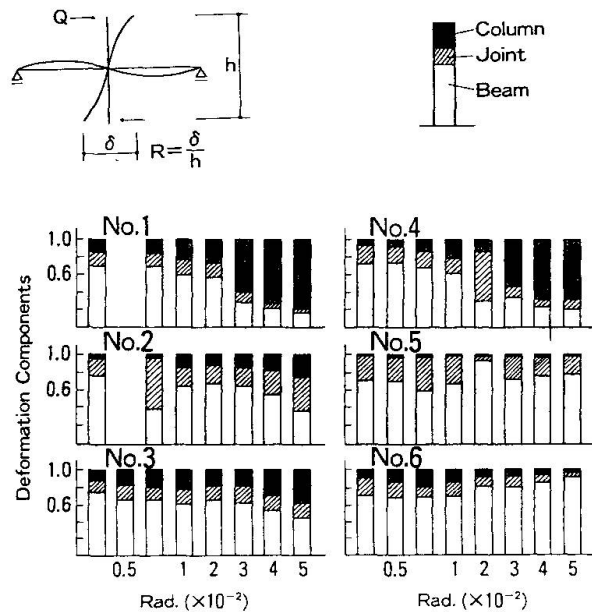 Q
h
δ
R = δ/h
Column
Joint
Beam
Deformation Components
No.1
1.0
0.6
No.4
No.2
1.0
0.6
No.5
No.3
1.0
0.6
No.6
0.5 1 2 3 4 5
0.5 1 2 3 4 5
Rad. (×10⁻²)
Rad. (×10⁻²)